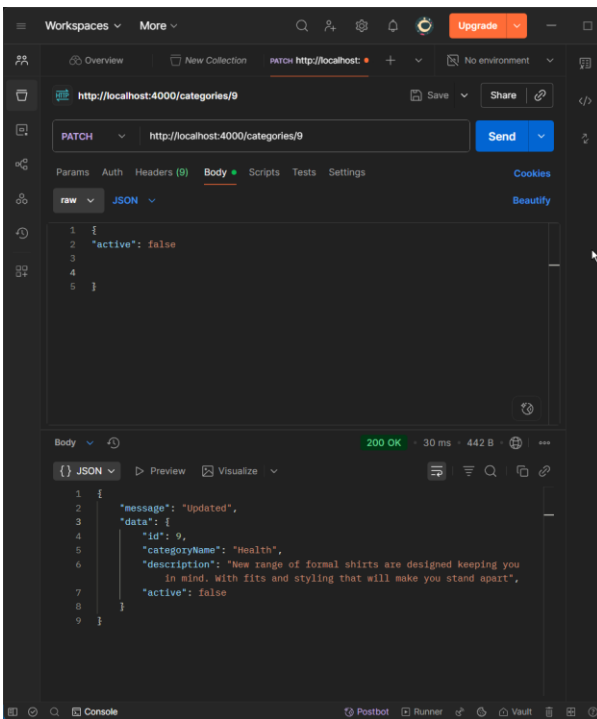 Workspaces More Upgrade
Overview New Collection PATCH http://localhost: No environment
HTTP http://localhost:4000/categories/9 Save Share
PATCH http://localhost:4000/categories/9 Send
Params Auth Headers (9) Body Scripts Tests Settings Cookies
raw JSON Beautify
1 {
2 "active": false
3
4
5 }
Body 200 OK 30 ms 442 B
{} JSON Preview Visualize
1 {
2 "message": "Updated",
3 "data": {
4 "id": 9,
5 "categoryName": "Health",
6 "description": "New range of formal shirts are designed keeping you
in mind. With fits and styling that will make you stand apart",
7 "active": false
8 }
9 }
Console Postbot Runner Vault